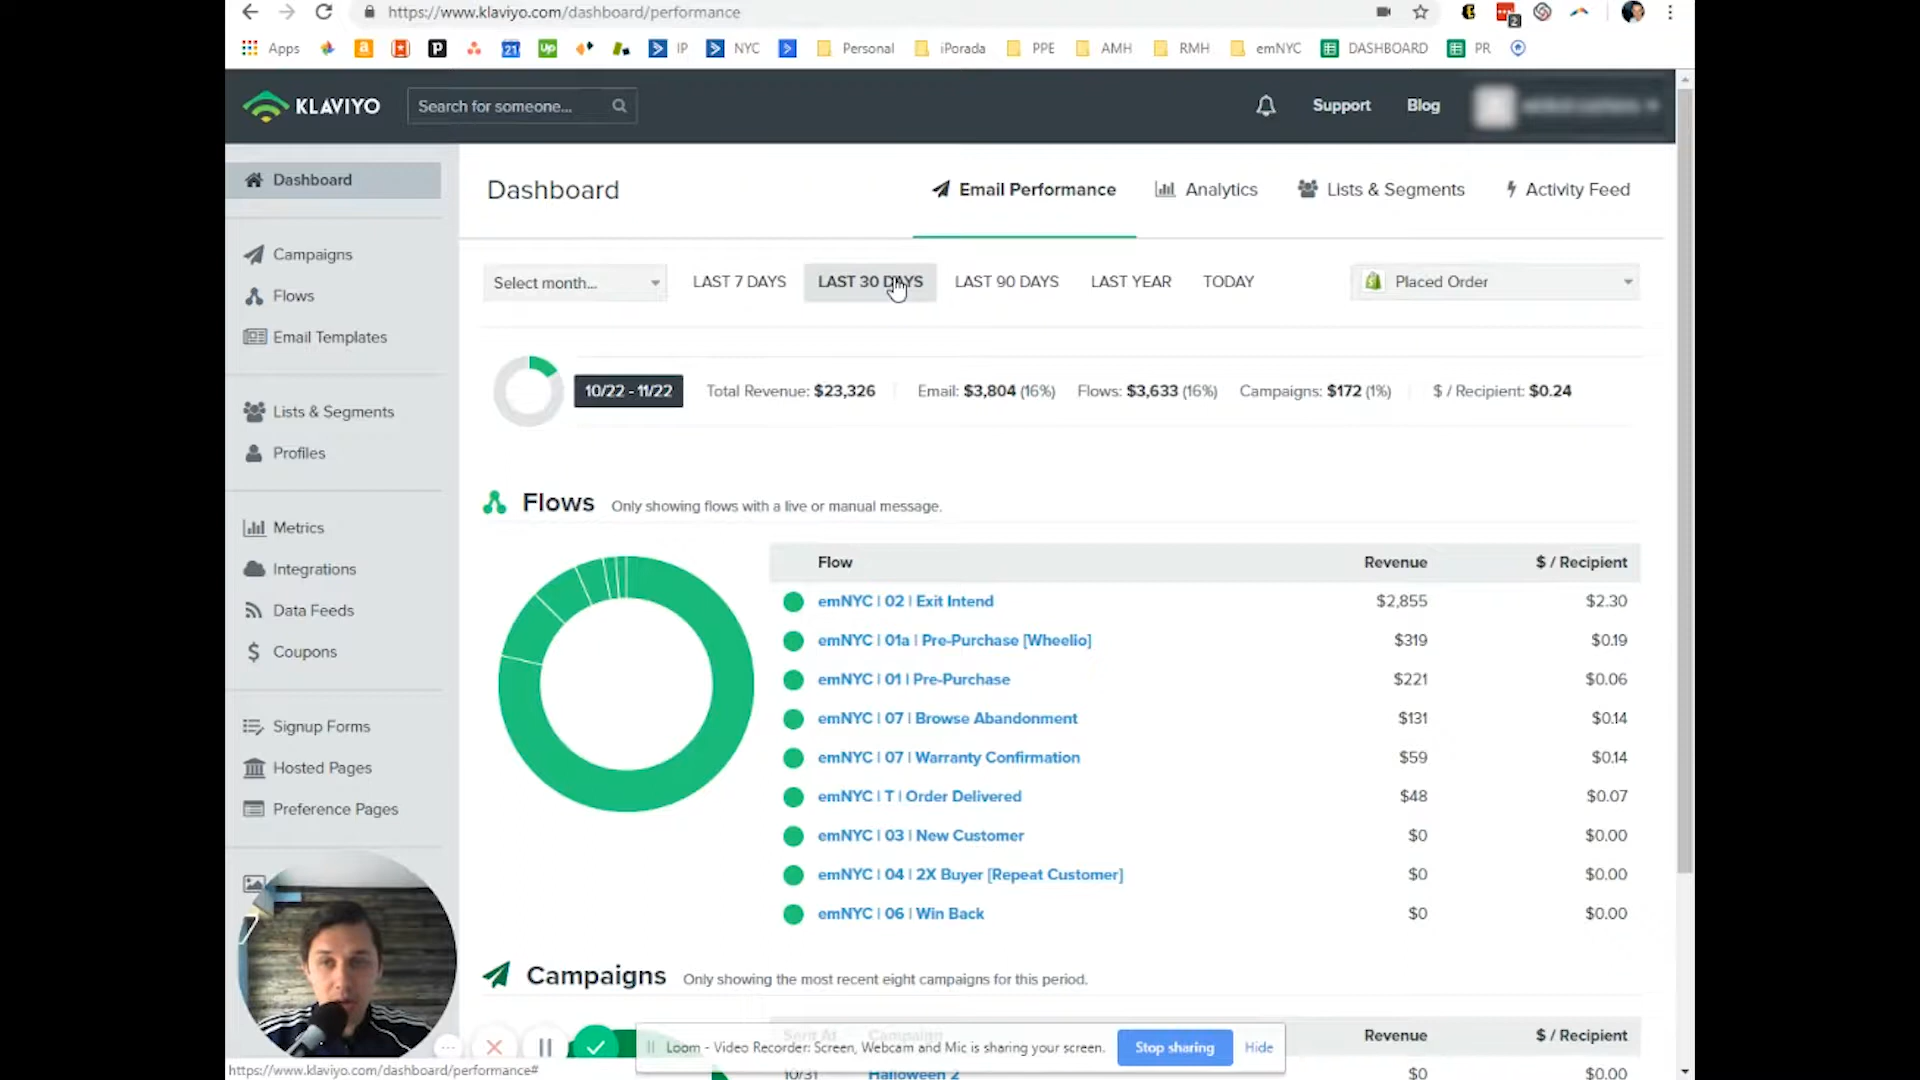 https://www.klaviyo.com/dashboard/performance
2
Apps
a
P
21
up
IP
NYC
Personal
iPorada
PPE
AMH
RMH
emNYC
DASHBOARD
PR
KLAVIYO
Search for someone...
Support
Blog
Dashboard
Campaigns
Flows
Email Templates
Lists & Segments
Profiles
Metrics
Integrations
Data Feeds
Coupons
Signup Forms
Hosted Pages
Preference Pages
Dashboard
Email Performance
Analytics
Lists & Segments
Activity Feed
Select month...
LAST 7 DAYS
LAST 30 DAYS
LAST 90 DAYS
LAST YEAR
TODAY
Placed Order
10/22 - 11/22
Total Revenue: $23,326
Email: $3,804 (16%)
Flows: $3,633 (16%)
Campaigns: $172 (1%)
$ / Recipient: $0.24
Flows Only showing flows with a live or manual message.
Flow Revenue $ / Recipient
emNYC | 02 | Exit Intend $2,855 $2.30
emNYC | 01a | Pre-Purchase [Wheelio] $319 $0.19
emNYC | 01 | Pre-Purchase $221 $0.06
emNYC | 07 | Browse Abandonment $131 $0.14
emNYC | 07 | Warranty Confirmation $59 $0.14
emNYC | T | Order Delivered $48 $0.07
emNYC | 03 | New Customer $0 $0.00
emNYC | 04 | 2X Buyer [Repeat Customer] $0 $0.00
emNYC | 06 | Win Back $0 $0.00
Campaigns Only showing the most recent eight campaigns for this period.
Sent At Campaign Revenue $ / Recipient
Loom - Video Recorder: Screen, Webcam and Mic is sharing your screen.
Stop sharing
Hide
10/31 Halloween 2 $0 $0.00
https://www.klaviyo.com/dashboard/performance#